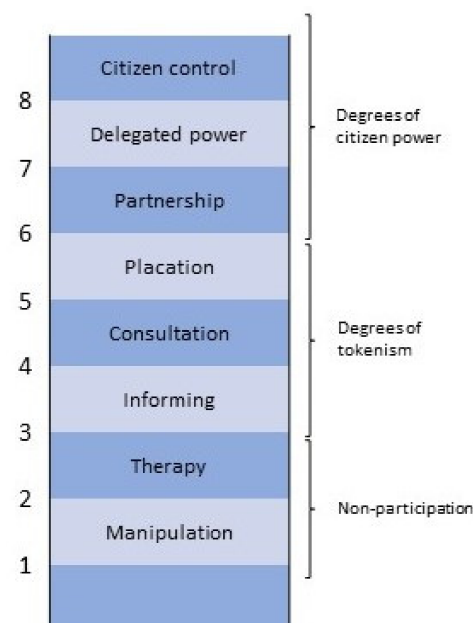 Citizen control
8
Delegated power
7
Partnership
6
Placation
5
Consultation
4
Informing
3
Therapy
2
Manipulation
1
Degrees of
citizen power
Degrees of
tokenism
Non-participation